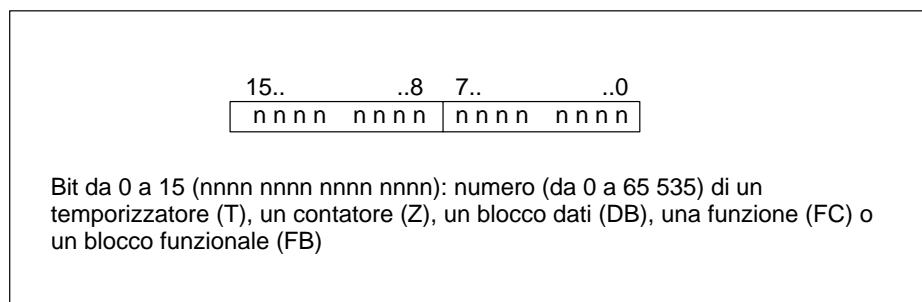 15.. ..8 7.. ..0
n n n n n n n n n n n n n n n n
Bit da 0 a 15 (nnnn nnnn nnnn nnnn): numero (da 0 a 65 535) di un
temporizzatore (T), un contatore (Z), un blocco dati (DB), una funzione (FC) o
un blocco funzionale (FB)